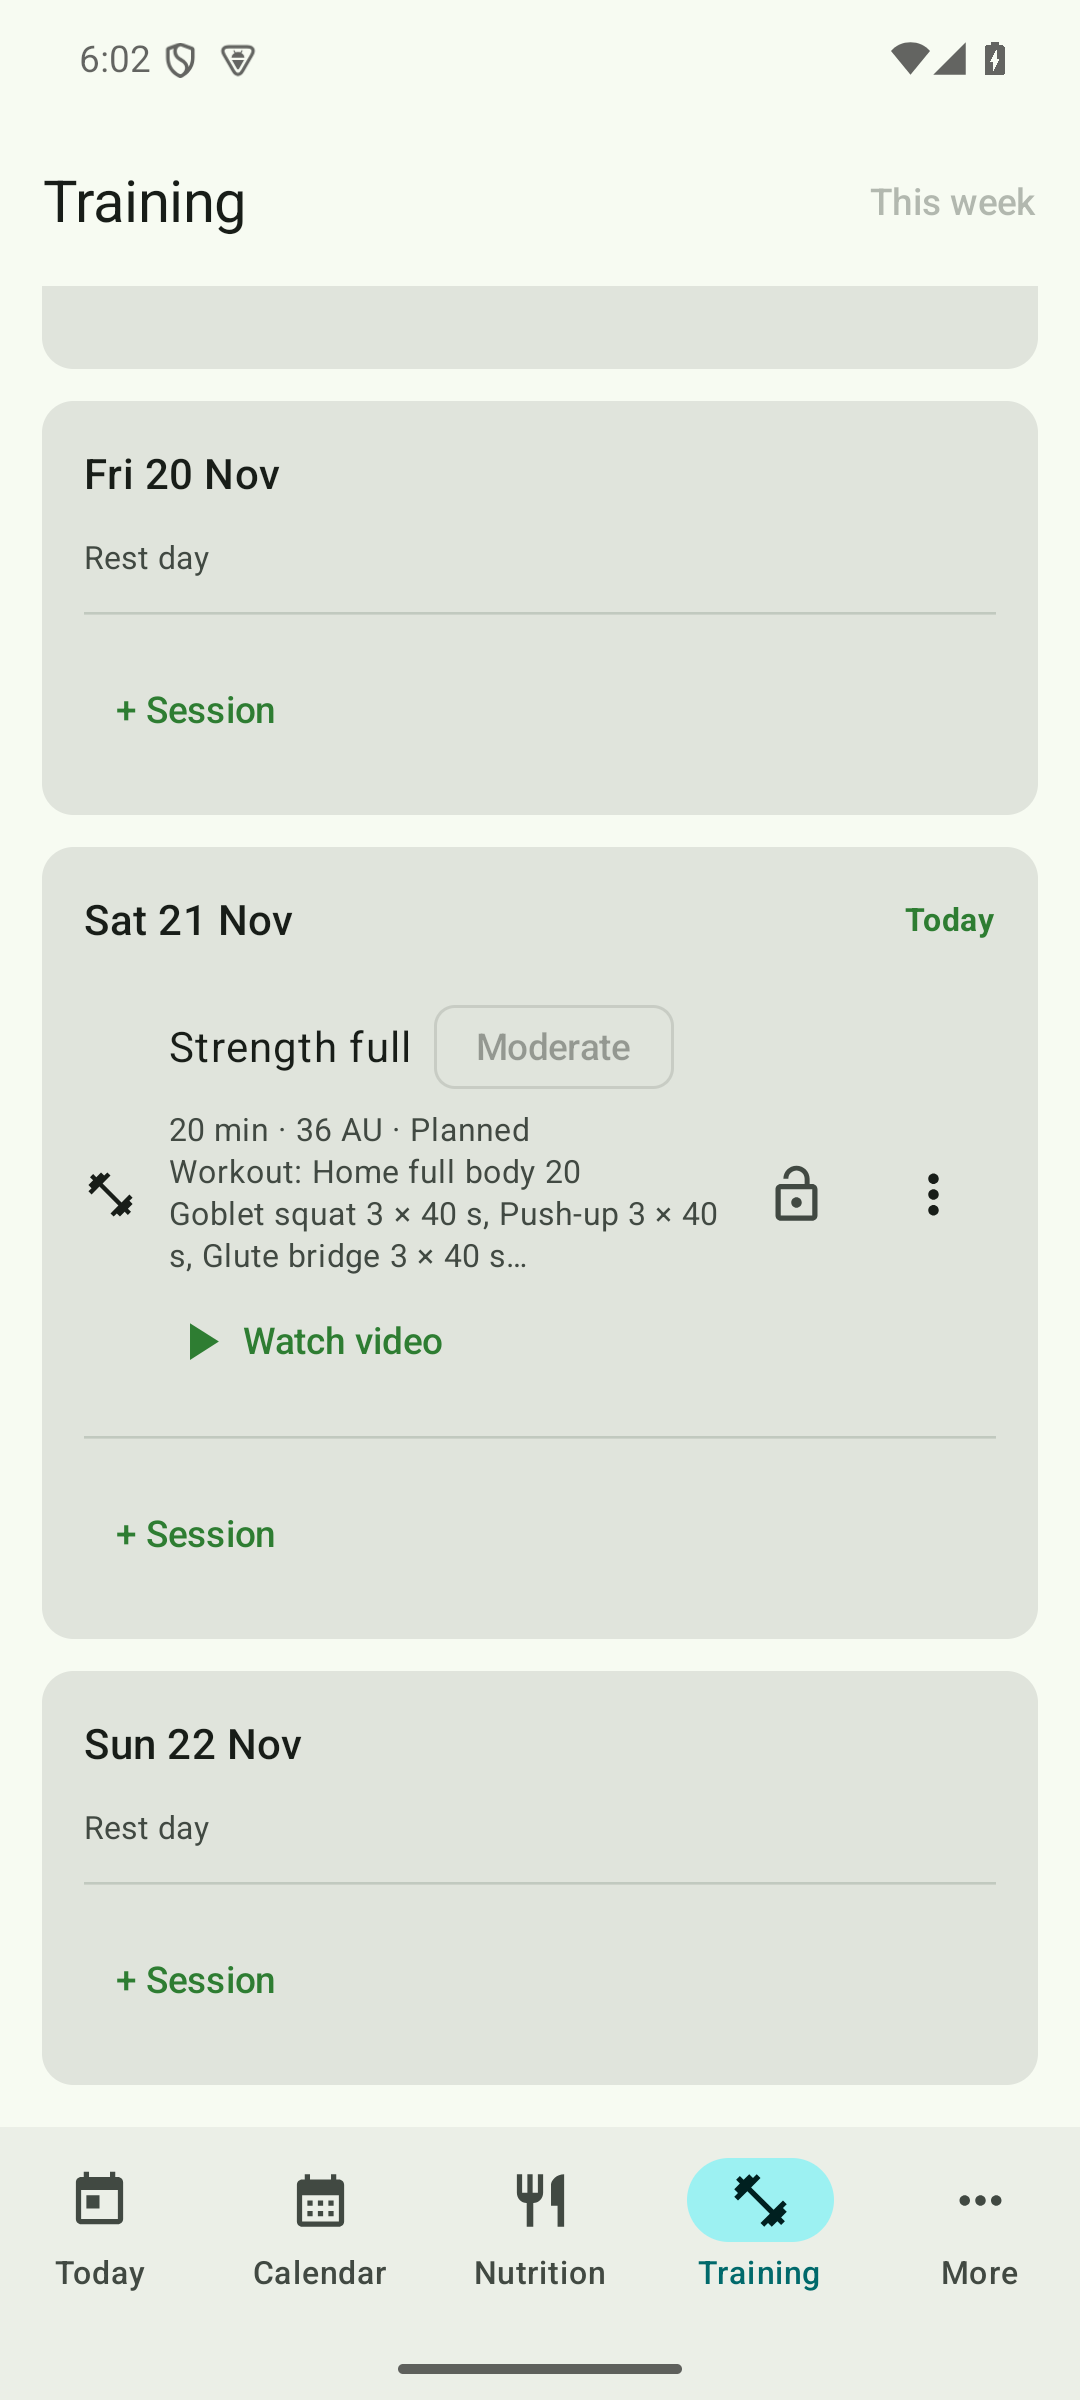 6:02
Training
This week
Fri 20 Nov
Rest day
+ Session
Sat 21 Nov
Today
Strength full
Moderate
20 min · 36 AU · Planned
Workout: Home full body 20
Goblet squat 3 × 40 s, Push-up 3 × 40
s, Glute bridge 3 × 40 s…
Watch video
+ Session
Sun 22 Nov
Rest day
+ Session
Today
Calendar
Nutrition
Training
More